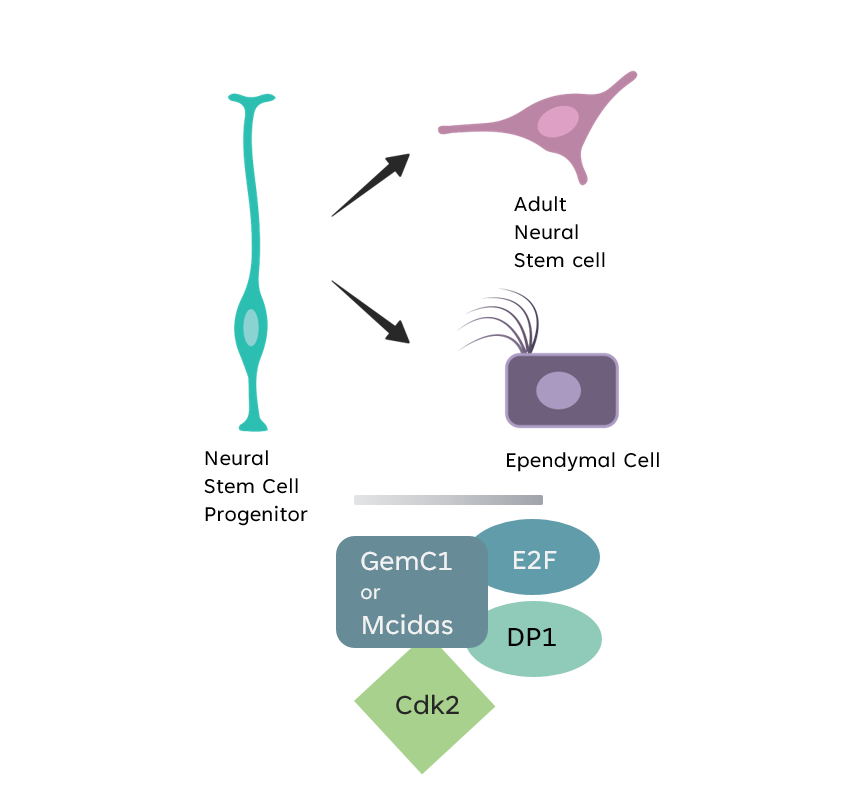 Adult
Neural
Stem cell
Neural
Stem Cell
Progenitor
Ependymal Cell
GemC1
or
Mcidas
E2F
DP1
Cdk2